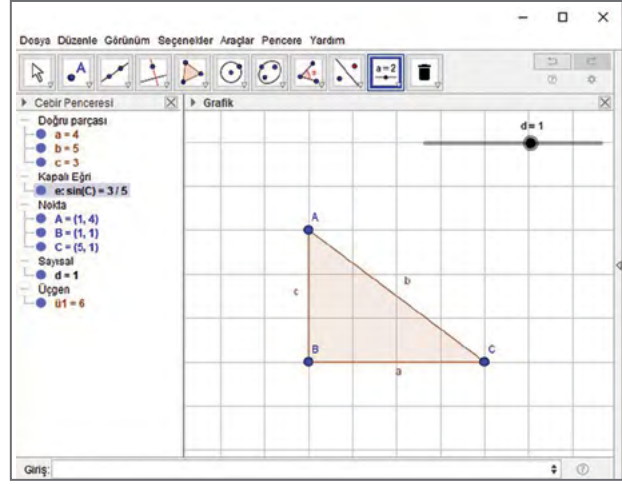 Dosya Düzenle Görünüm Seçenekler Araçlar Pencere Yardım
A
a=2
Cebir Penceresi
Grafik
Doğru parçası
a = 4
b = 5
c = 3
Kapalı Eğri
e: sin(C) = 3 / 5
Nokta
A = (1, 4)
B = (1, 1)
C = (5, 1)
Sayısal
d = 1
Üçgen
ü1 = 6
d = 1
A
c
b
B
C
a
Giriş: